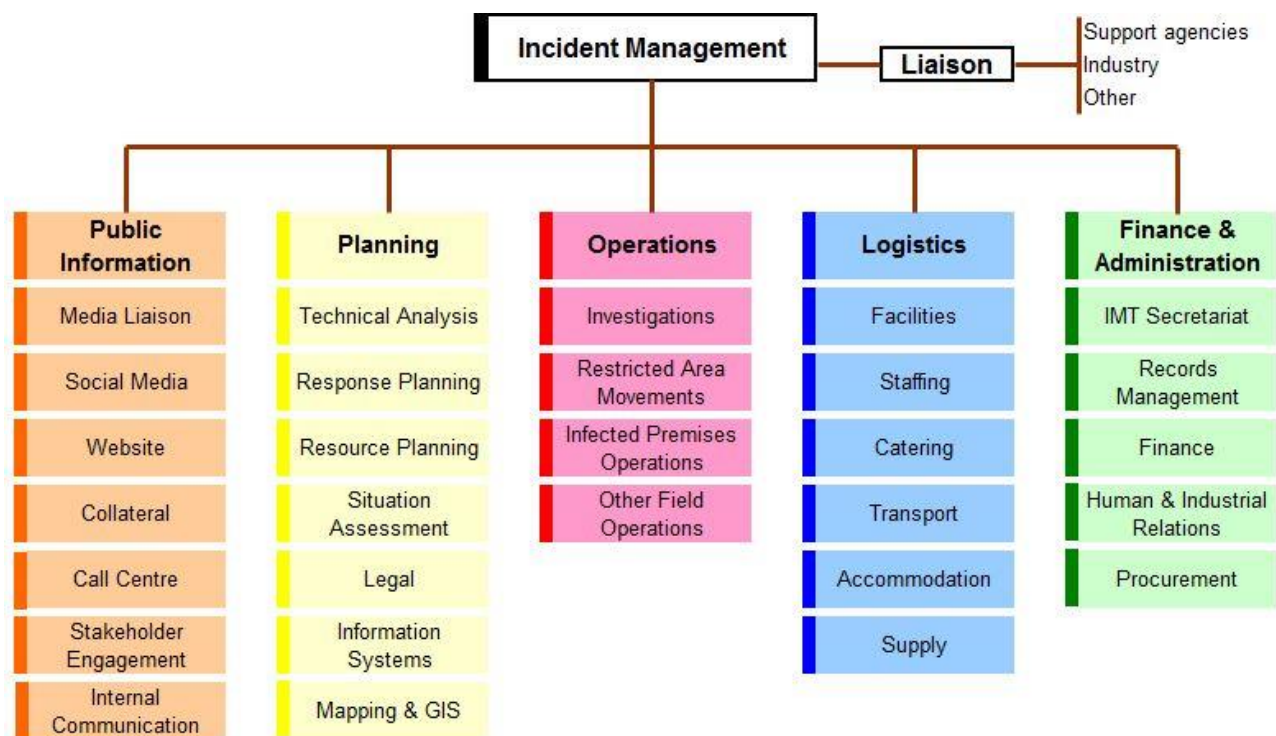 Incident Management
Liaison
Support agencies
Industry
Other
Public
Information
Media Liaison
Social Media
Website
Collateral
Call Centre
Stakeholder
Engagement
Internal
Communication
Planning
Technical Analysis
Response Planning
Resource Planning
Situation
Assessment
Legal
Information
Systems
Mapping & GIS
Operations
Investigations
Restricted Area
Movements
Infected Premises
Operations
Other Field
Operations
Logistics
Facilities
Staffing
Catering
Transport
Accommodation
Supply
Finance &
Administration
IMT Secretariat
Records
Management
Finance
Human & Industrial
Relations
Procurement